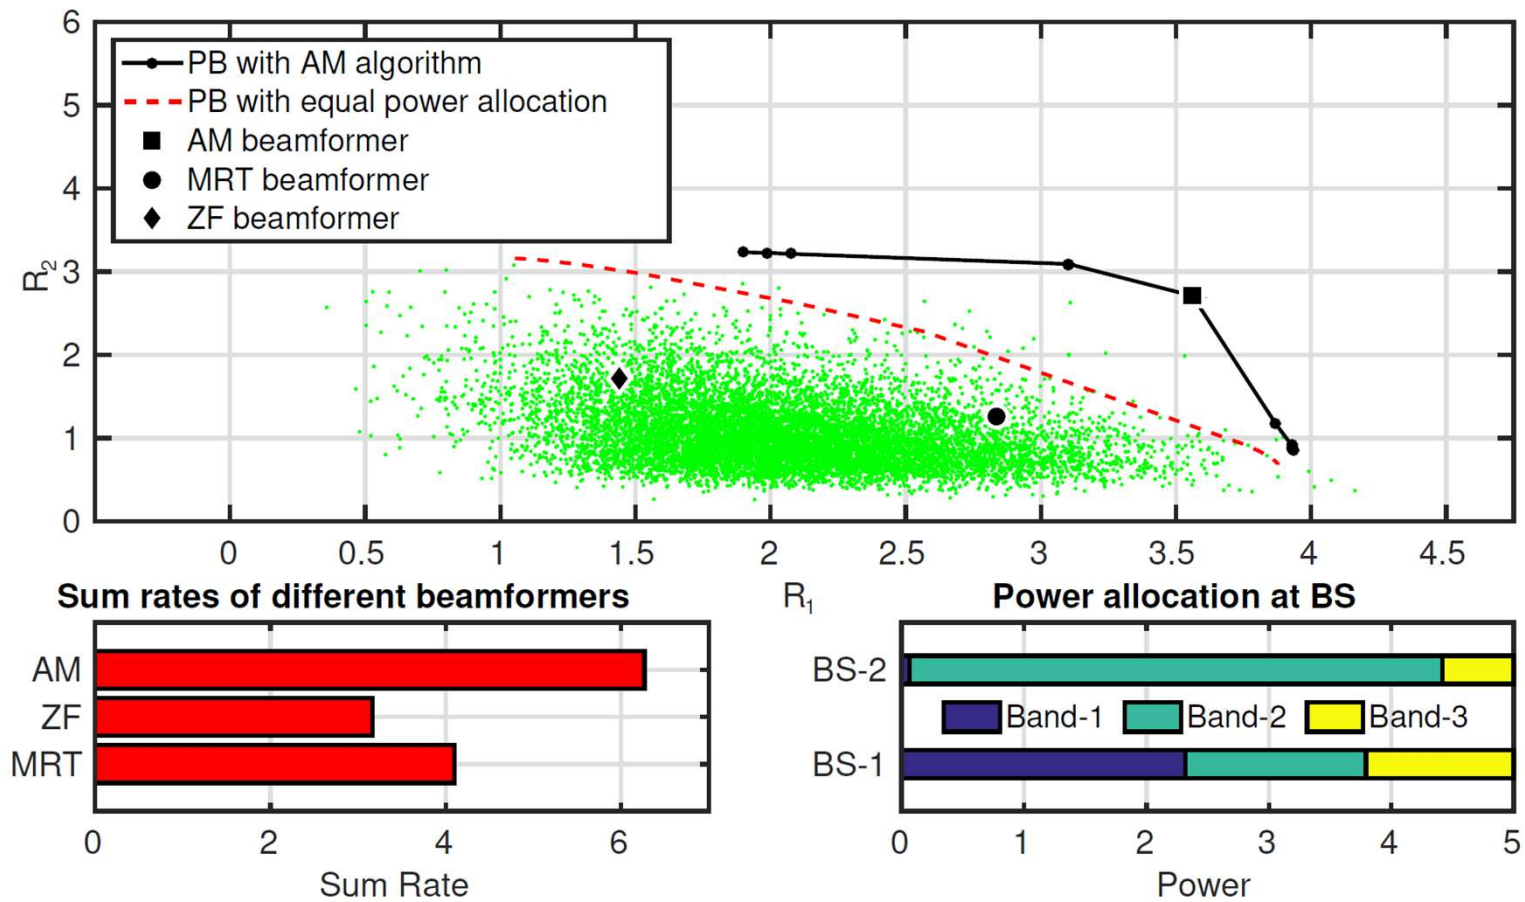 6
5
4
3
2
1
0
R2
PB with AM algorithm
PB with equal power allocation
AM beamformer
MRT beamformer
ZF beamformer
0 0.5 1 1.5 2 2.5 3 3.5 4 4.5
R1
Sum rates of different beamformers
AM
ZF
MRT
0 2 4 6
Sum Rate
Power allocation at BS
BS-2
Band-1 Band-2 Band-3
BS-1
0 1 2 3 4 5
Power